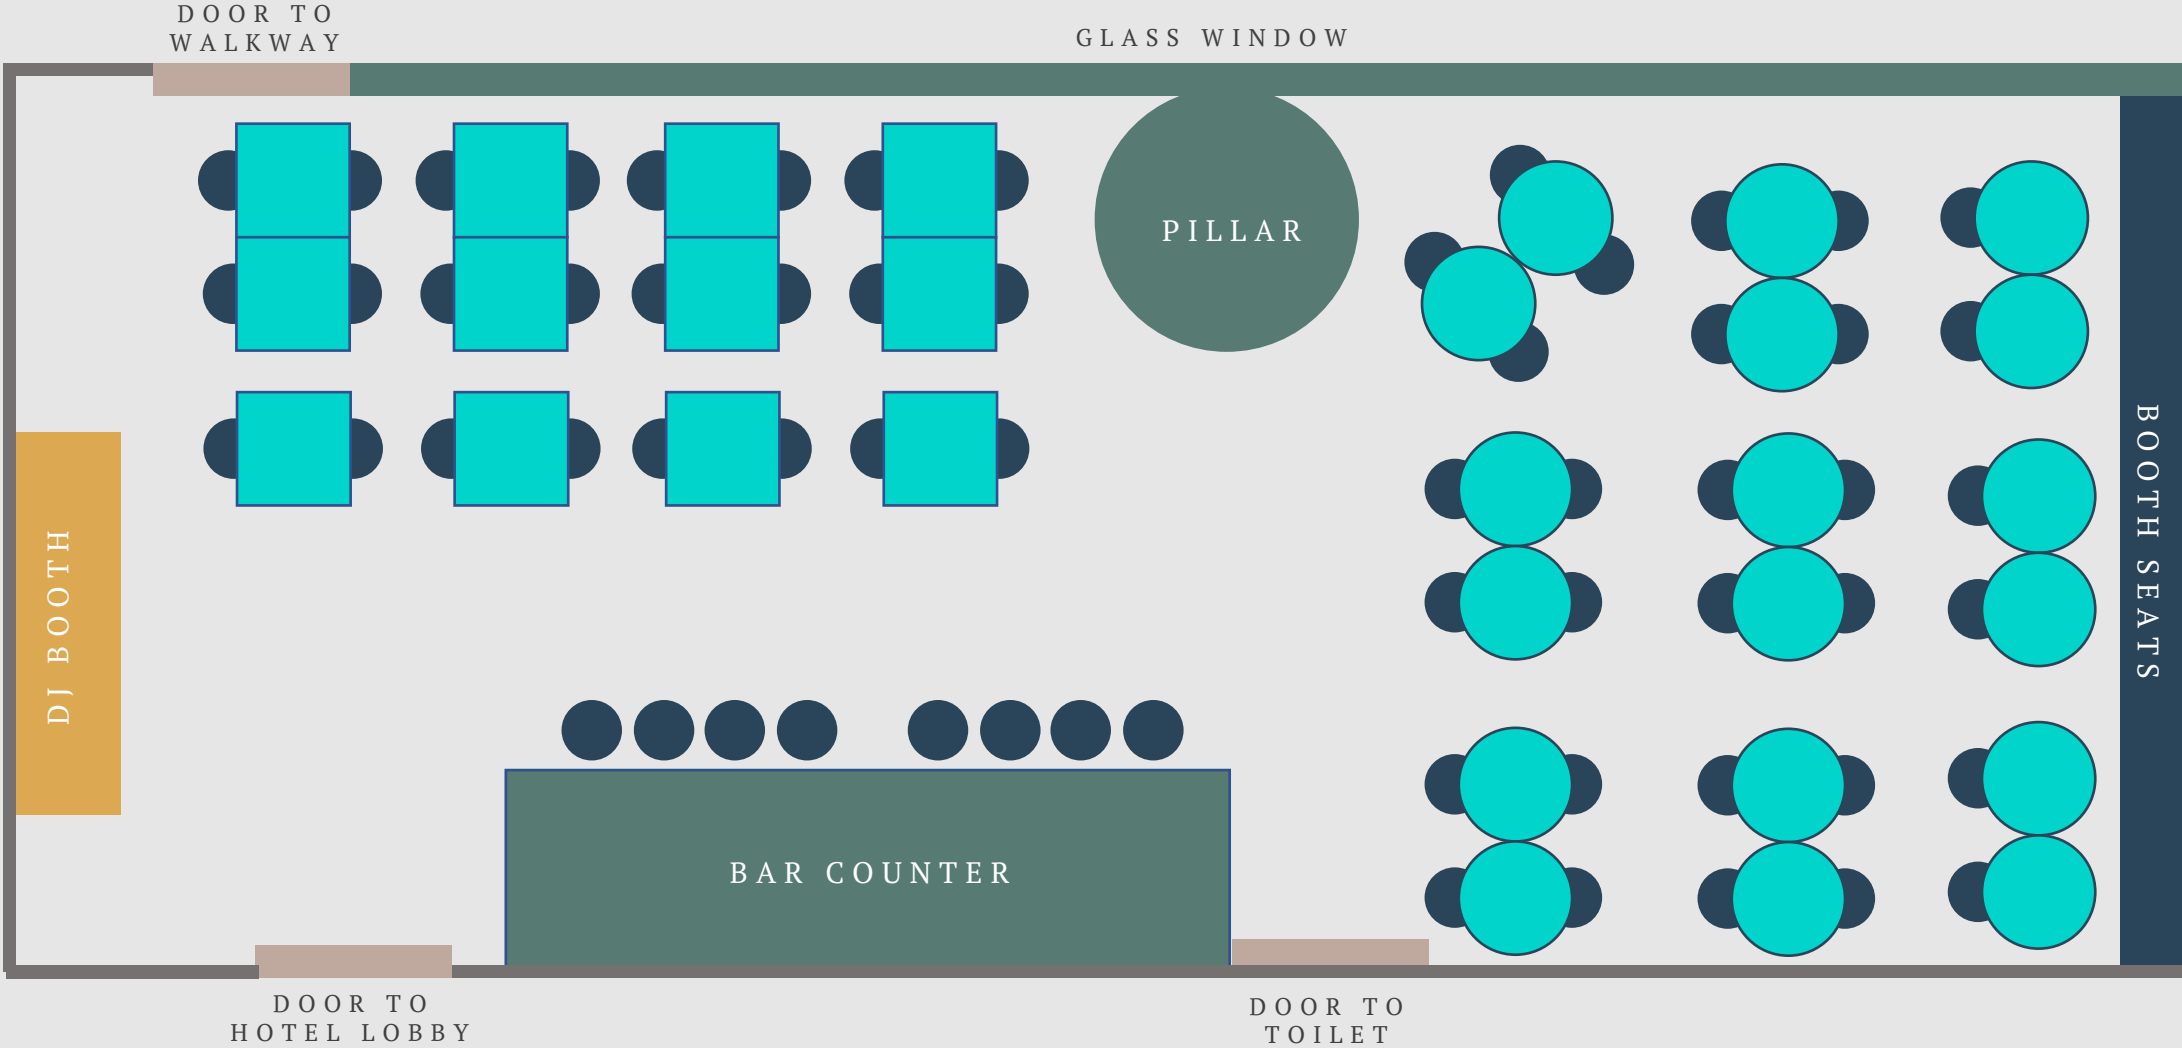 DOOR TO
WALKWAY
GLASS WINDOW
PILLAR
BOOTH SEATS
DJ BOOTH
BAR COUNTER
DOOR TO
HOTEL LOBBY
DOOR TO
TOILET